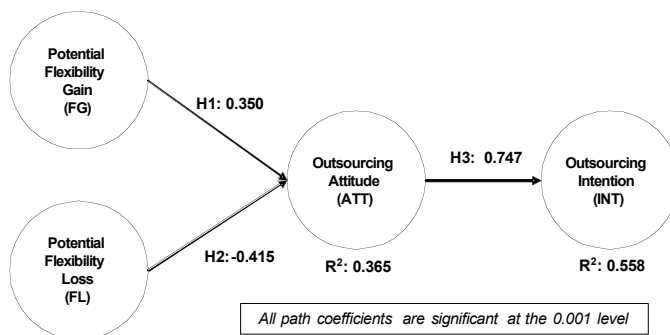 Potential
Flexibility
Gain
(FG)
H1: 0.350
Outsourcing
Attitude
(ATT)
R²: 0.365
H3: 0.747
Outsourcing
Intention
(INT)
R²: 0.558
Potential
Flexibility
Loss
(FL)
H2:-0.415
All path coefficients are significant at the 0.001 level